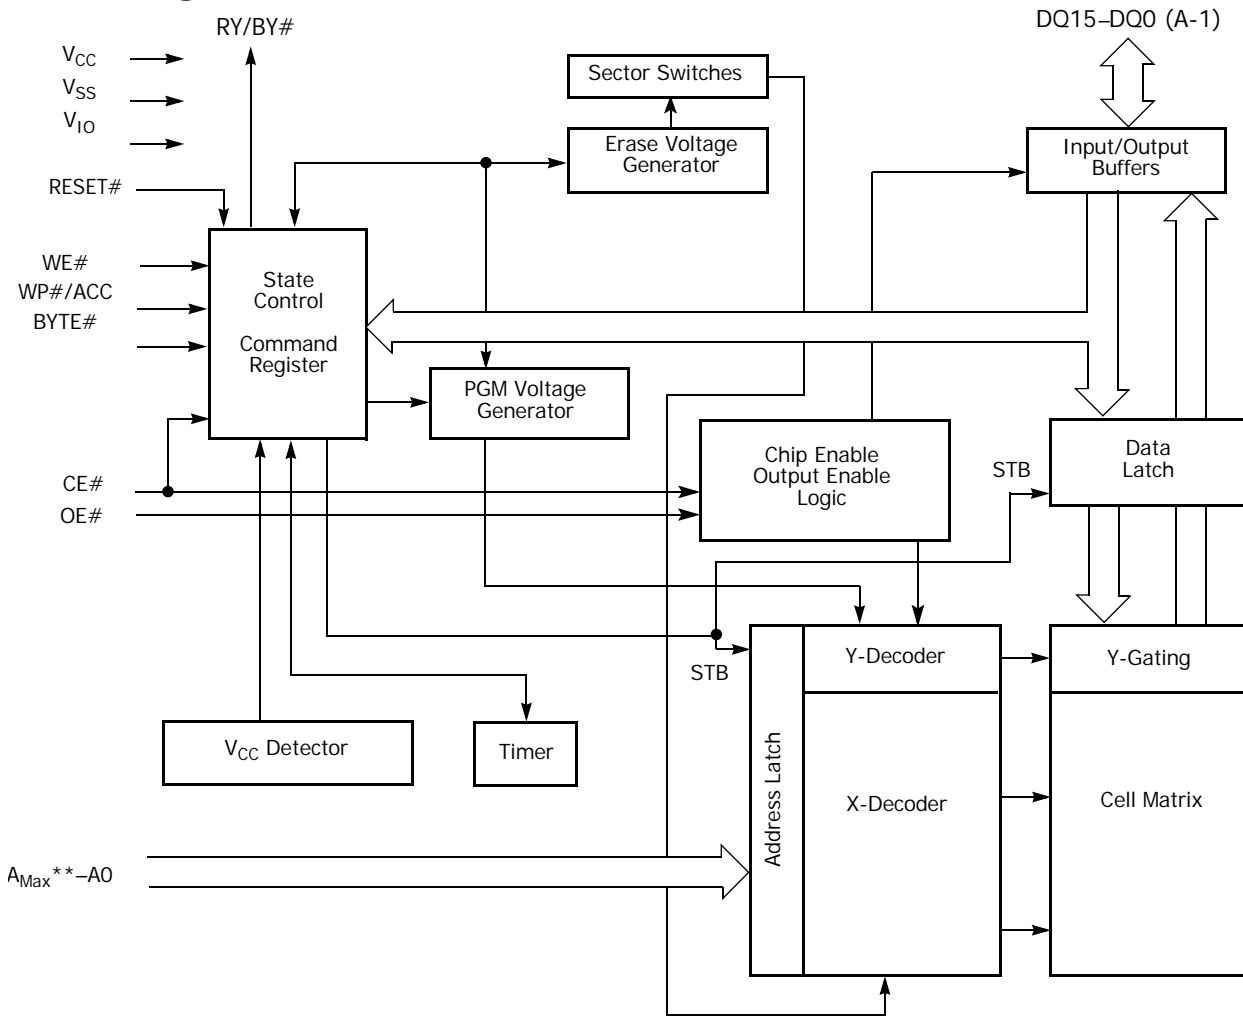 RY/BY#
DQ15–DQ0 (A-1)
VCC
VSS
VIO
Sector Switches
Erase Voltage
Generator
Input/Output
Buffers
RESET#
WE#
WP#/ACC
BYTE#
State
Control
Command
Register
PGM Voltage
Generator
CE#
OE#
Chip Enable
Output Enable
Logic
STB
Data
Latch
STB
Y-Decoder
Y-Gating
VCC Detector
Timer
Address Latch
X-Decoder
Cell Matrix
AMax**–A0